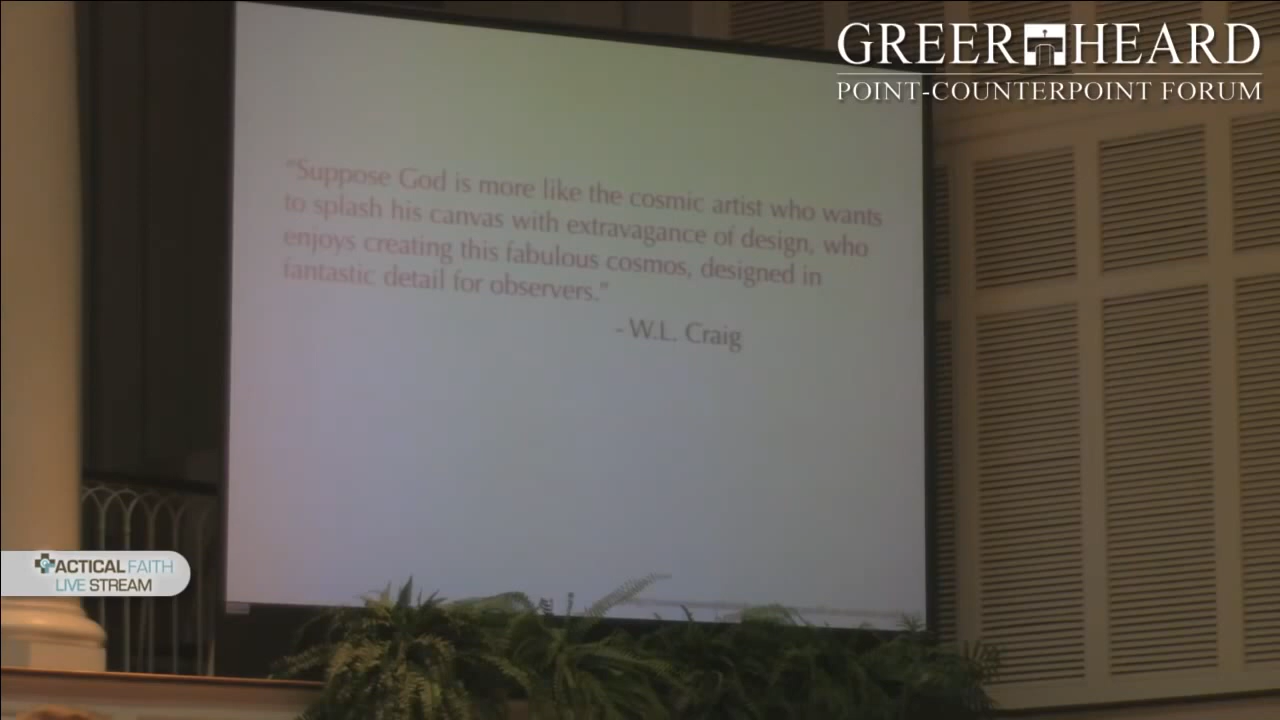 GREER HEARD
POINT-COUNTERPOINT FORUM
"Suppose God is more like the cosmic artist who wants
to splash his canvas with extravagance of design, who
enjoys creating this fabulous cosmos, designed in
fantastic detail for observers."
- W.L. Craig
TACTICAL FAITH
LIVE STREAM